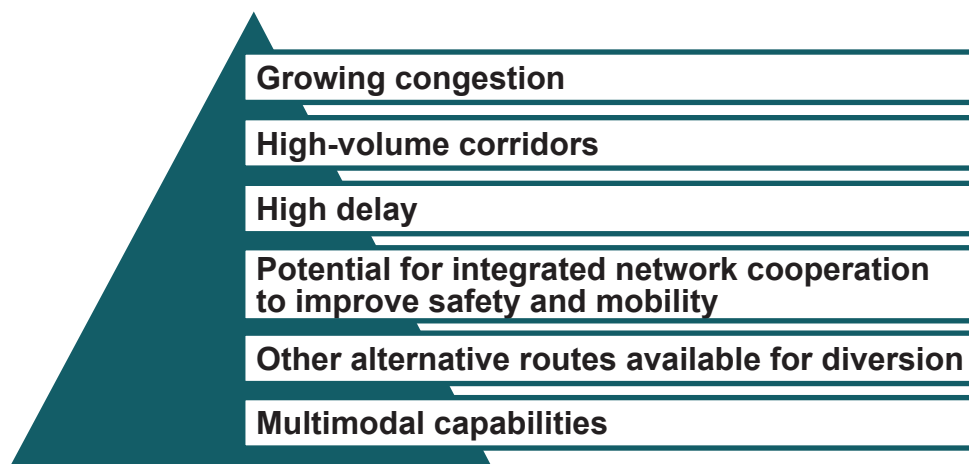 Growing congestion
High-volume corridors
High delay
Potential for integrated network cooperation
to improve safety and mobility
Other alternative routes available for diversion
Multimodal capabilities